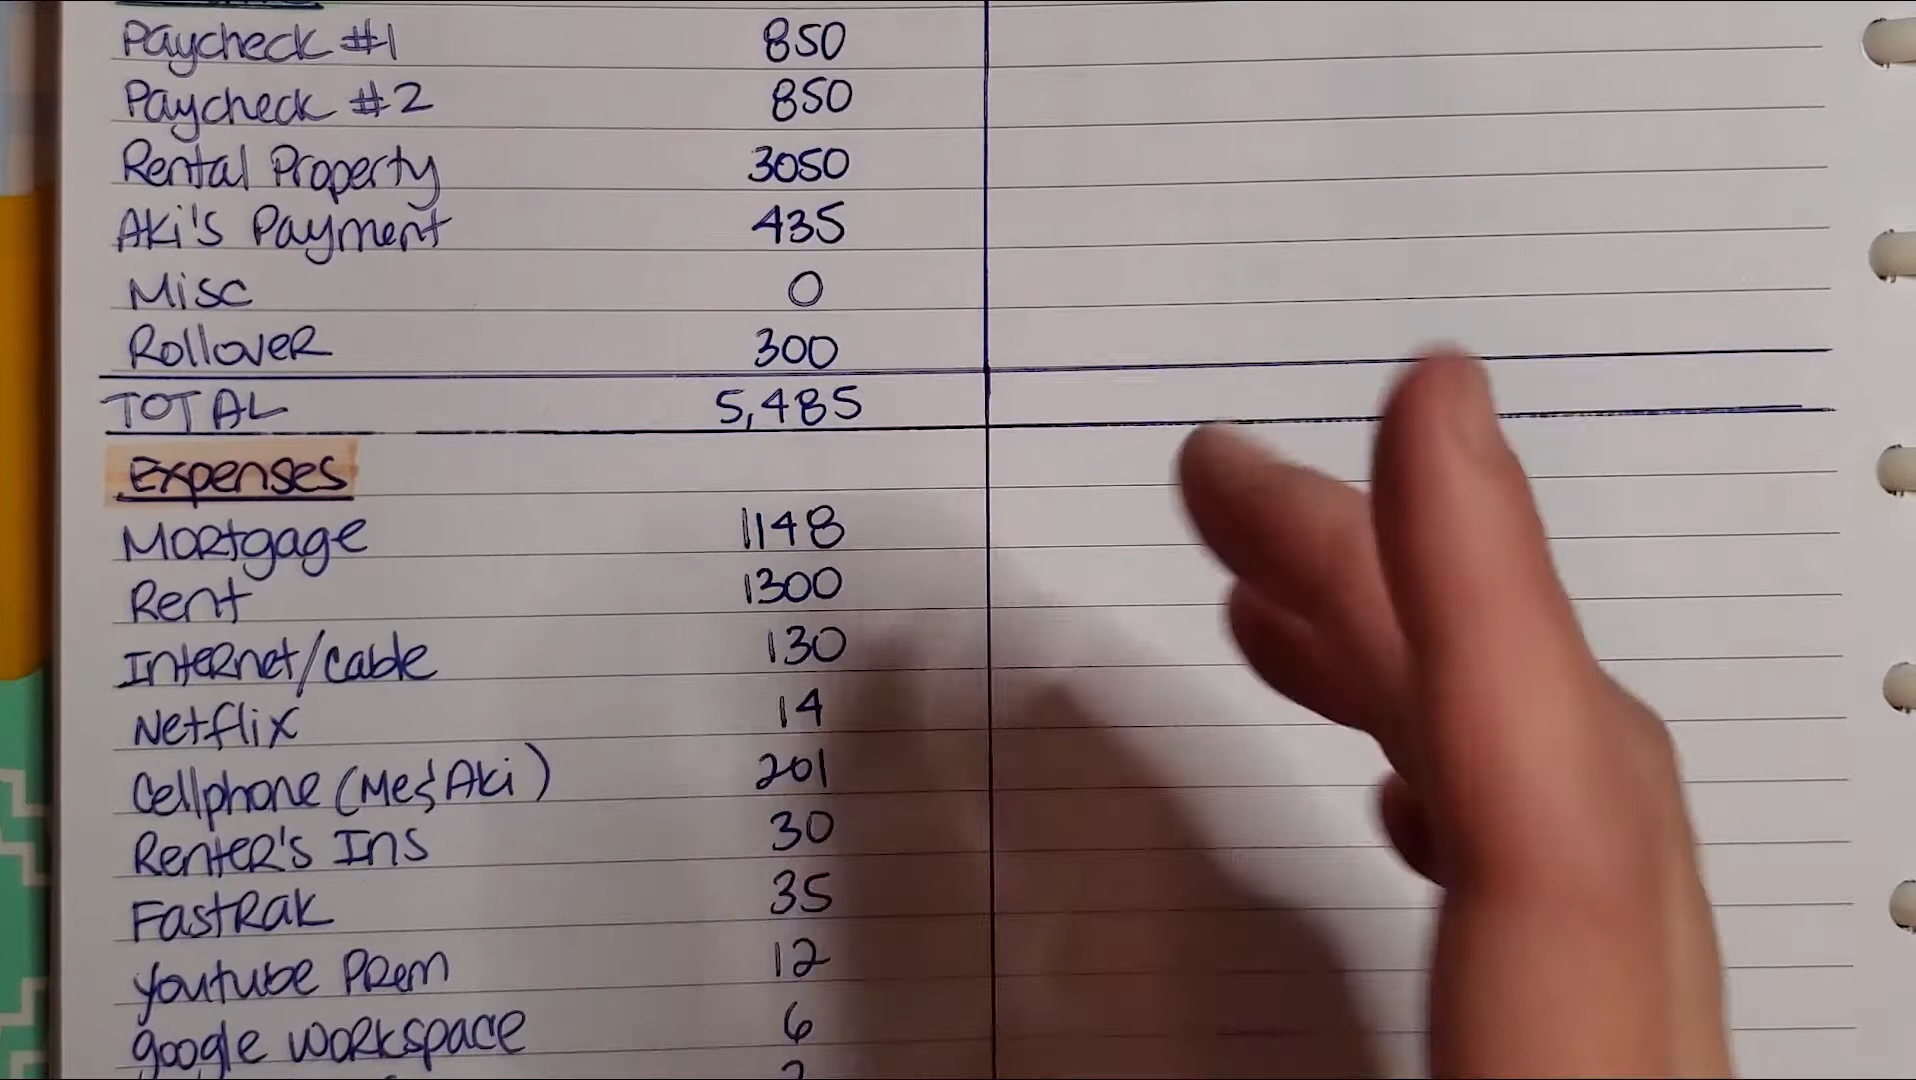 Paycheck #1 850
Paycheck #2 850
Rental Property 3050
Aki's Payment 435
Misc 0
Rollover 300
TOTAL 5,485
Expenses
Mortgage 1148
Rent 1300
Internet/cable 130
Netflix 14
Cellphone (Me & Aki) 201
Renter's Ins 30
FastRak 35
Youtube Prem 12
google workspace 6